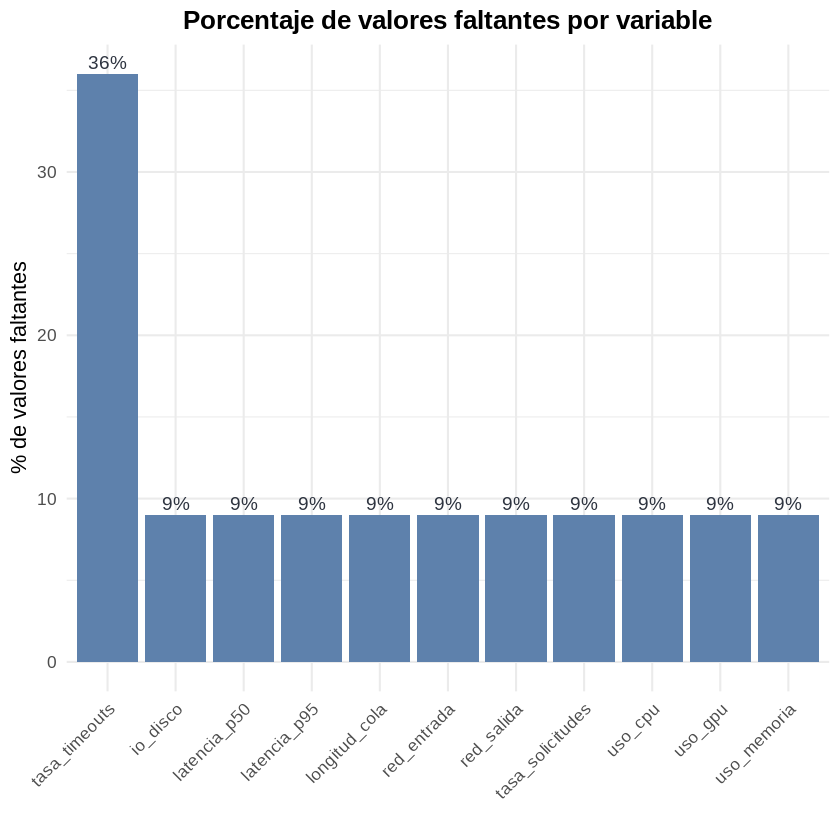 Porcentaje de valores faltantes por variable
% de valores faltantes
30
20
10
0
36%
9%
9%
9%
9%
9%
9%
9%
9%
9%
9%
tasa_timeouts
io_disco
latencia_p50
latencia_p95
longitud_cola
red_entrada
red_salida
tasa_solicitudes
uso_cpu
uso_gpu
uso_memoria